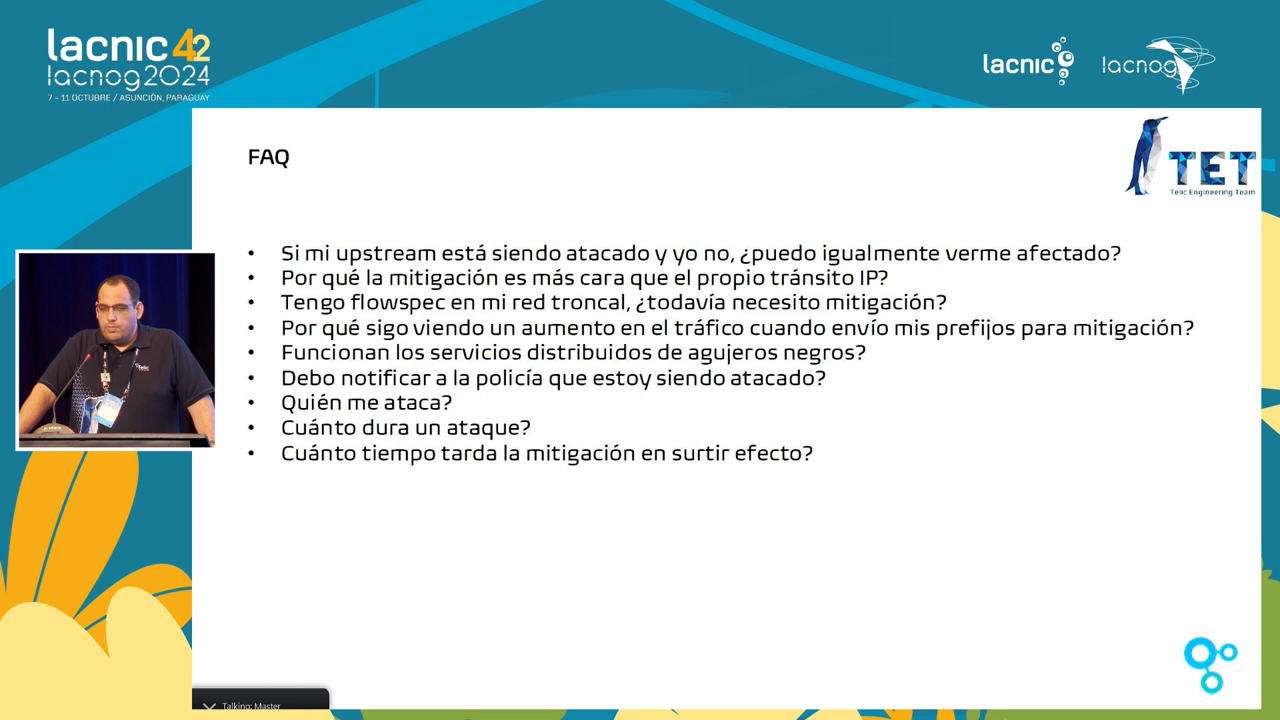 lacnic 42
lacnog 2024
7 - 11 OCTUBRE / ASUNCIÓN, PARAGUAY
lacnic
lacnog
FAQ
TET
Telic Engineering Team
• Si mi upstream está siendo atacado y yo no, ¿puedo igualmente verme afectado?
• Por qué la mitigación es más cara que el propio tránsito IP?
• Tengo flowspec en mi red troncal, ¿todavía necesito mitigación?
• Por qué sigo viendo un aumento en el tráfico cuando envío mis prefijos para mitigación?
• Funcionan los servicios distribuidos de agujeros negros?
• Debo notificar a la policía que estoy siendo atacado?
• Quién me ataca?
• Cuánto dura un ataque?
• Cuánto tiempo tarda la mitigación en surtir efecto?
Talking: Master